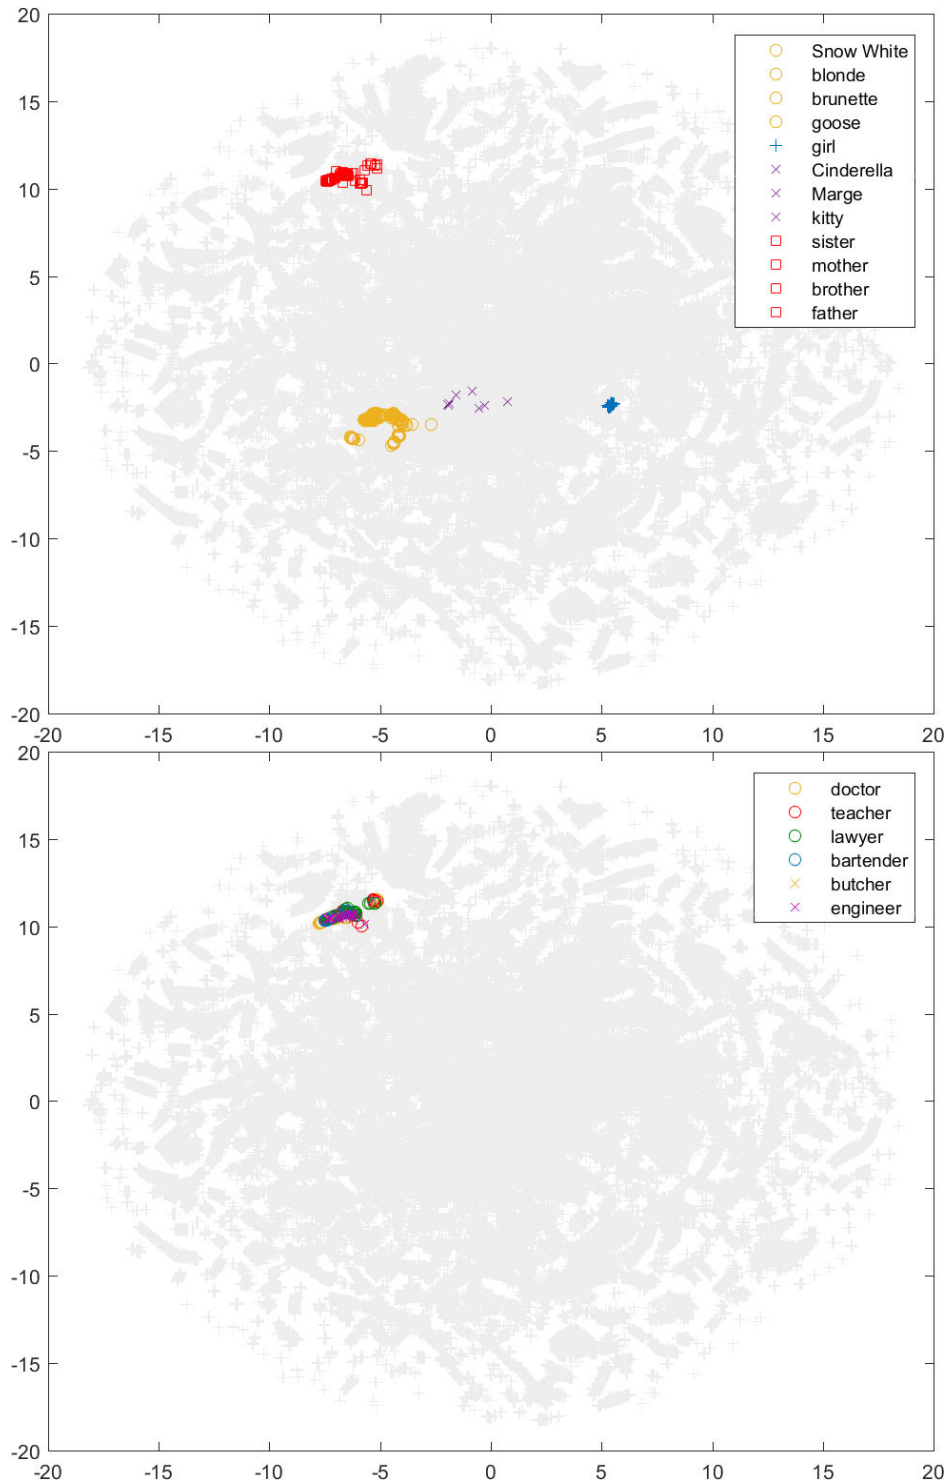 20
15
10
5
0
-5
-10
-15
-20
-20 -15 -10 -5 0 5 10 15 20
Snow White
blonde
brunette
goose
girl
Cinderella
Marge
kitty
sister
mother
brother
father
20
15
10
5
0
-5
-10
-15
-20
-20 -15 -10 -5 0 5 10 15 20
doctor
teacher
lawyer
bartender
butcher
engineer